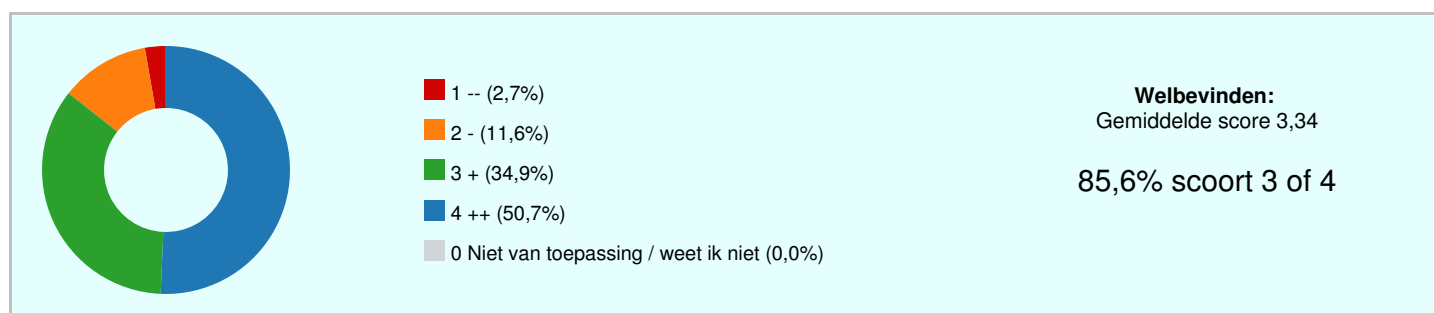 1 -- (2,7%)
2 - (11,6%)
3 + (34,9%)
4 ++ (50,7%)
0 Niet van toepassing / weet ik niet (0,0%)
Welbevinden:
Gemiddelde score 3,34
85,6% scoort 3 of 4